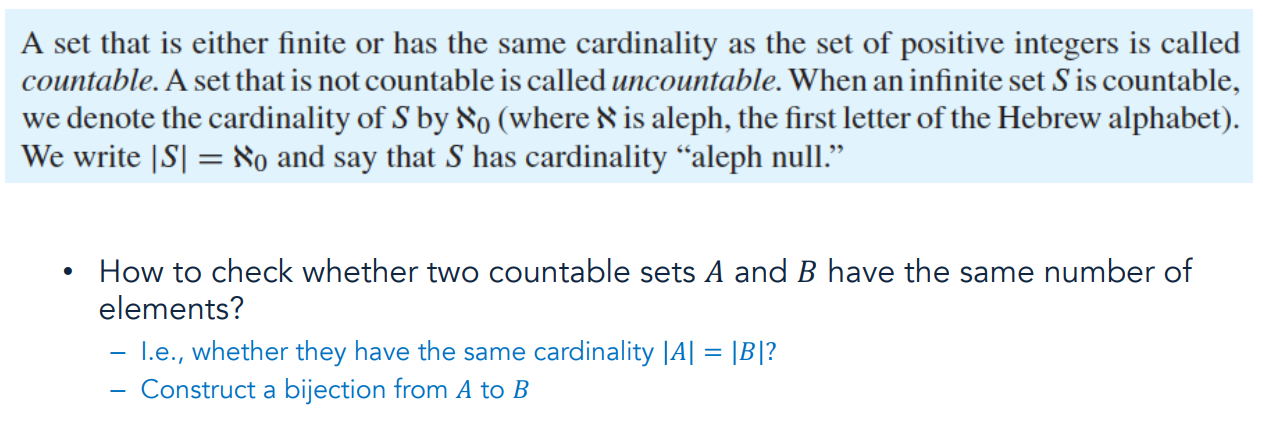 A set that is either finite or has the same cardinality as the set of positive integers is called
countable. A set that is not countable is called uncountable. When an infinite set S is countable,
we denote the cardinality of S by ℵ₀ (where ℵ is aleph, the first letter of the Hebrew alphabet).
We write |S| = ℵ₀ and say that S has cardinality “aleph null.”
• How to check whether two countable sets A and B have the same number of
elements?
– I.e., whether they have the same cardinality |A| = |B|?
– Construct a bijection from A to B